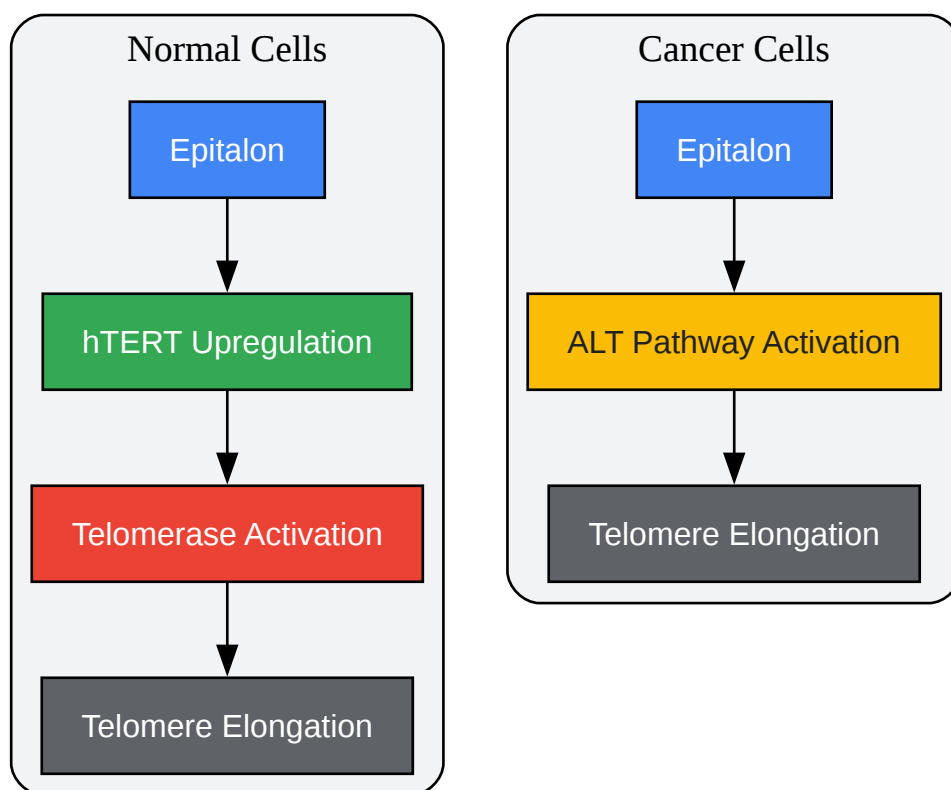 Normal Cells
Epitalon
hTERT Upregulation
Telomerase Activation
Telomere Elongation
Cancer Cells
Epitalon
ALT Pathway Activation
Telomere Elongation